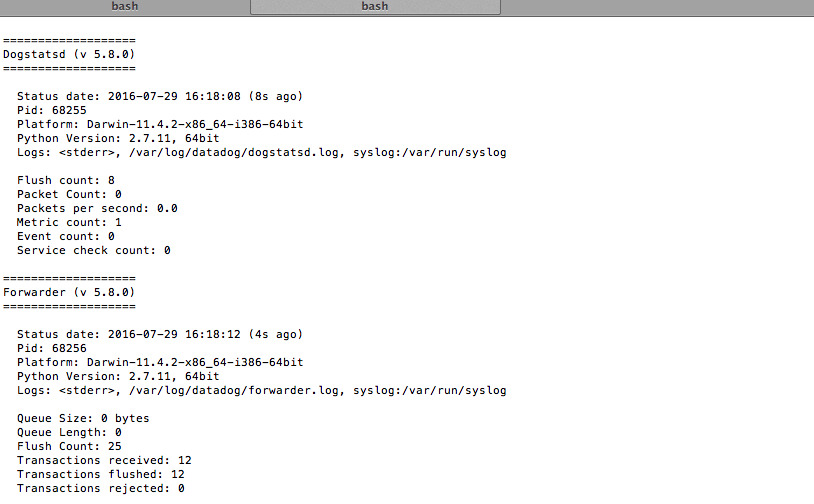 bash bash
===================
Dogstatsd (v 5.8.0)
===================
Status date: 2016-07-29 16:18:08 (8s ago)
Pid: 68255
Platform: Darwin-11.4.2-x86_64-i386-64bit
Python Version: 2.7.11, 64bit
Logs: <stderr>, /var/log/datadog/dogstatsd.log, syslog:/var/run/syslog
Flush count: 8
Packet Count: 0
Packets per second: 0.0
Metric count: 1
Event count: 0
Service check count: 0
===================
Forwarder (v 5.8.0)
===================
Status date: 2016-07-29 16:18:12 (4s ago)
Pid: 68256
Platform: Darwin-11.4.2-x86_64-i386-64bit
Python Version: 2.7.11, 64bit
Logs: <stderr>, /var/log/datadog/forwarder.log, syslog:/var/run/syslog
Queue Size: 0 bytes
Queue Length: 0
Flush Count: 25
Transactions received: 12
Transactions flushed: 12
Transactions rejected: 0